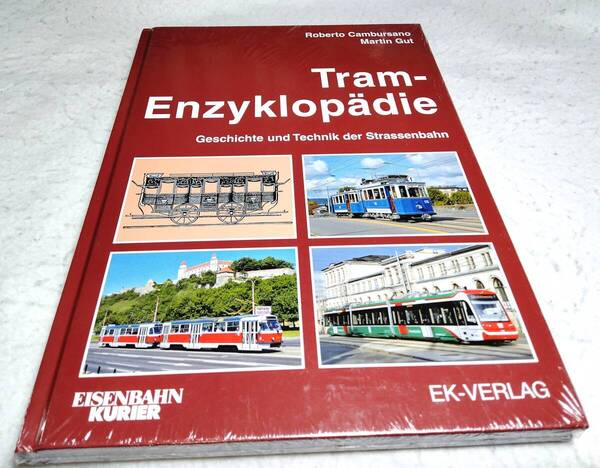 Roberto Cambursano
Martin Gut
Tram-
Enzyklopädie
Geschichte und Technik der Strassenbahn
EISENBAHN
KURIER
EK-VERLAG